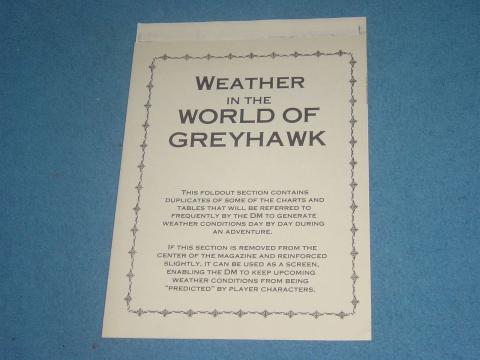 WEATHER
IN THE
WORLD OF
GREYHAWK
THIS FOLDOUT SECTION CONTAINS
DUPLICATES OF SOME OF THE CHARTS AND
TABLES THAT WILL BE REFERRED TO
FREQUENTLY BY THE DM TO GENERATE
WEATHER CONDITIONS DAY BY DAY DURING
AN ADVENTURE.
IF THIS SECTION IS REMOVED FROM THE
CENTER OF THE MAGAZINE AND REINFORCED
SLIGHTLY, IT CAN BE USED AS A SCREEN,
ENABLING THE DM TO KEEP UPCOMING
WEATHER CONDITIONS FROM BEING
"PREDICTED" BY PLAYER CHARACTERS.